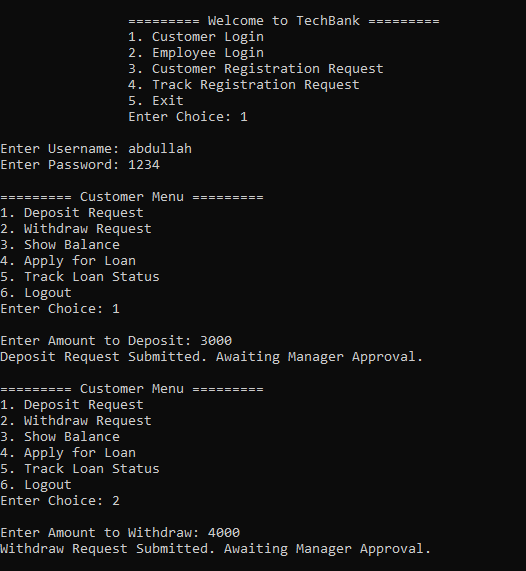 ========= Welcome to TechBank =========
1. Customer Login
2. Employee Login
3. Customer Registration Request
4. Track Registration Request
5. Exit
Enter Choice: 1
Enter Username: abdullah
Enter Password: 1234
========= Customer Menu =========
1. Deposit Request
2. Withdraw Request
3. Show Balance
4. Apply for Loan
5. Track Loan Status
6. Logout
Enter Choice: 1
Enter Amount to Deposit: 3000
Deposit Request Submitted. Awaiting Manager Approval.
========= Customer Menu =========
1. Deposit Request
2. Withdraw Request
3. Show Balance
4. Apply for Loan
5. Track Loan Status
6. Logout
Enter Choice: 2
Enter Amount to Withdraw: 4000
Withdraw Request Submitted. Awaiting Manager Approval.